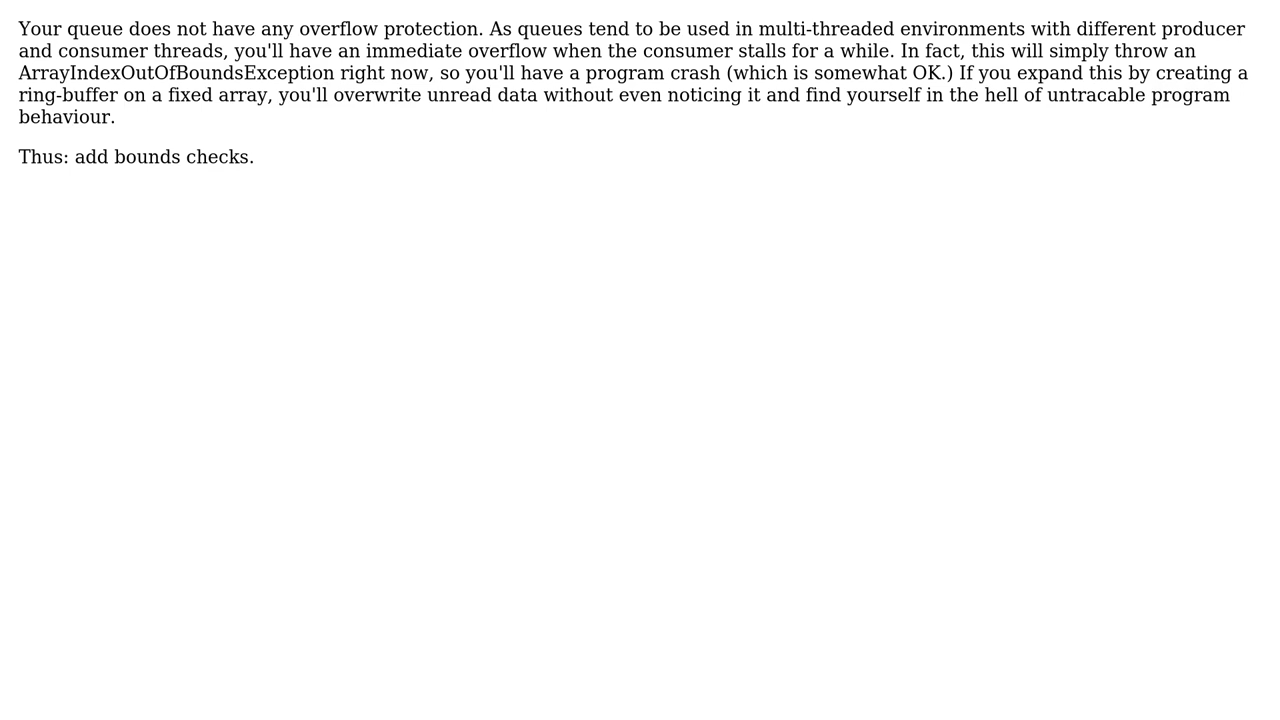 Your queue does not have any overflow protection. As queues tend to be used in multi-threaded environments with different producer
and consumer threads, you'll have an immediate overflow when the consumer stalls for a while. In fact, this will simply throw an
ArrayIndexOutOfBoundsException right now, so you'll have a program crash (which is somewhat OK.) If you expand this by creating a
ring-buffer on a fixed array, you'll overwrite unread data without even noticing it and find yourself in the hell of untracable program
behaviour.
Thus: add bounds checks.